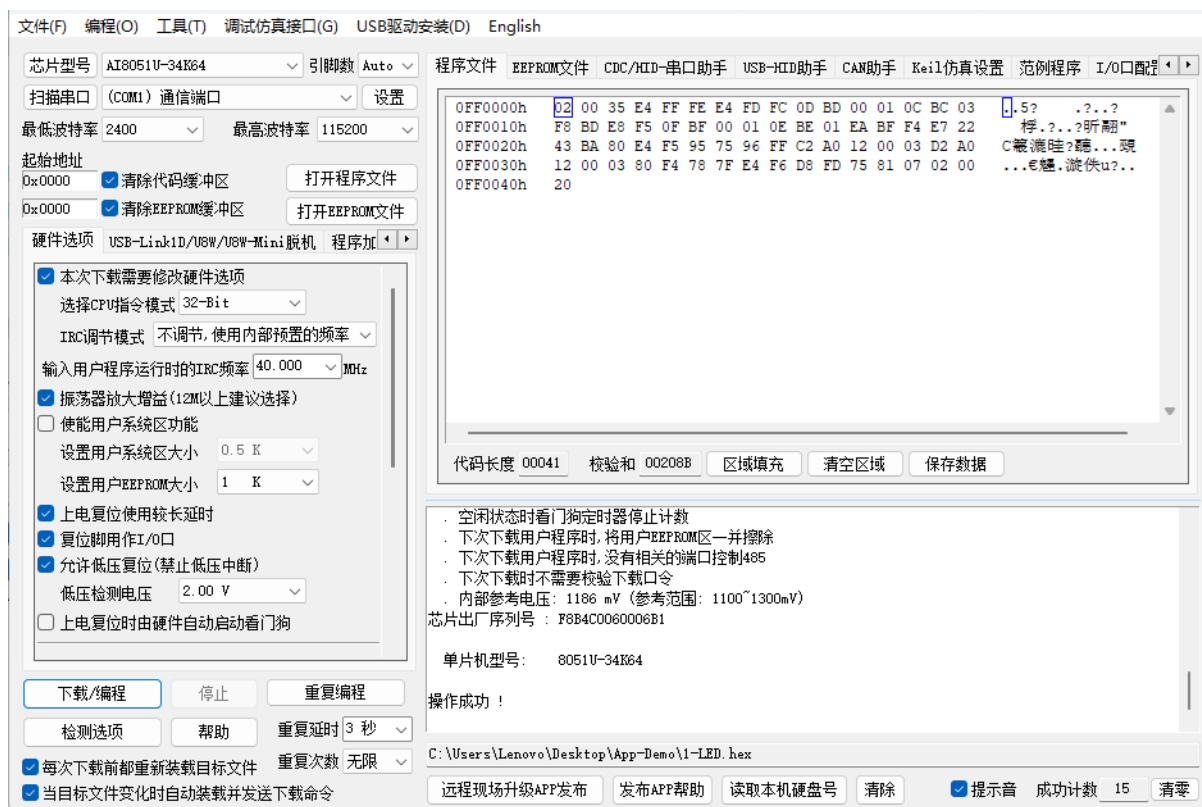 文件(F) 编程(O) 工具(T) 调试仿真接口(G) USB驱动安装(D) English
芯片型号 AI8051U-34K64 引脚数 Auto
扫描串口 (COM1) 通信端口 设置
最低波特率 2400 最高波特率 115200
起始地址
0x0000 清除代码缓冲区 打开程序文件
0x0000 清除EEPROM缓冲区 打开EEPROM文件
硬件选项 USB-Link1D/U8W/U8W-Mini脱机 程序加
本次下载需要修改硬件选项
选择CPU指令模式 32-Bit
IRC调节模式 不调节,使用内部预置的频率
输入用户程序运行时的IRC频率 40.000 MHz
振荡器放大增益(12M以上建议选择)
使能用户系统区功能
设置用户系统区大小 0.5 K
设置用户EEPROM大小 1 K
上电复位使用较长延时
复位脚用作I/O口
允许低压复位(禁止低压中断)
低压检测电压 2.00 V
上电复位时由硬件自动启动看门狗
下载/编程 停止 重复编程
检测选项 帮助 重复延时 3 秒
每次下载前都重新装载目标文件 重复次数 无限
当目标文件变化时自动装载并发送下载命令
程序文件 EEPROM文件 CDC/HID-串口助手 USB-HID助手 CAN助手 Keil仿真设置 范例程序 I/O口配
0FF0000h 02 00 35 E4 FF FE E4 FD FC 0D BD 00 01 0C BC 03 ..5? .?..?
0FF0010h F8 BD E8 F5 0F BF 00 01 0E BE 01 EA BF F4 E7 22
0FF0020h 43 BA 80 E4 F5 95 75 96 FF C2 A0 12 00 03 D2 A0
0FF0030h 12 00 03 80 F4 78 7F E4 F6 D8 FD 75 81 07 02 00
0FF0040h 20
代码长度 00041 校验和 00208B 区域填充 清空区域 保存数据
. 空闲状态时看门狗定时器停止计数
. 下次下载用户程序时,将用户EEPROM区一并擦除
. 下次下载用户程序时,没有相关的端口控制485
. 下次下载时不需要校验下载口令
. 内部参考电压: 1186 mV (参考范围: 1100~1300mV)
芯片出厂序列号 : F8B4C0060006B1
单片机型号: 8051U-34K64
操作成功 !
C:\Users\Lenovo\Desktop\App-Demo\1-LED.hex
远程现场升级APP发布 发布APP帮助 读取本机硬盘号 清除 提示音 成功计数 15 清零